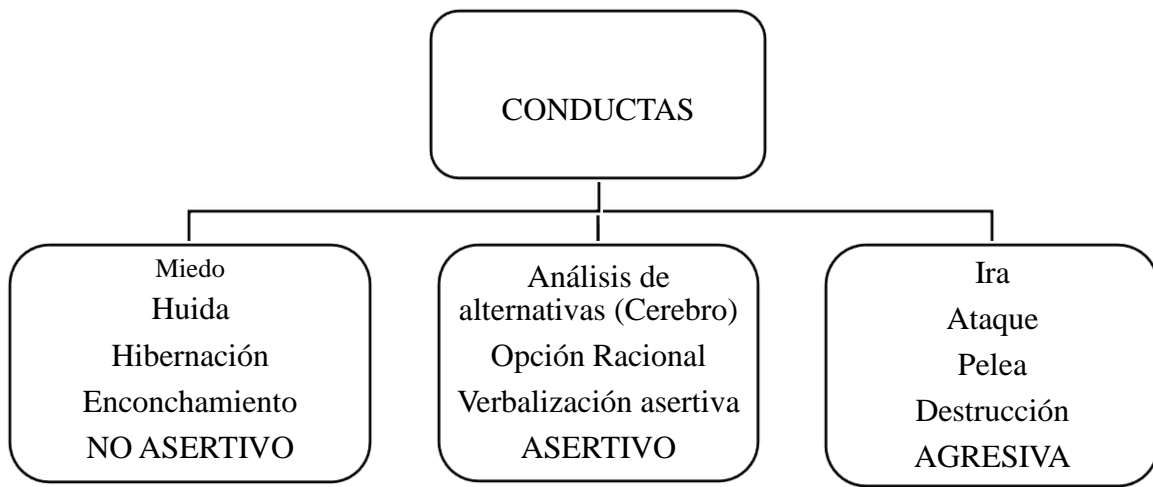 CONDUCTAS
Miedo
Huida
Hibernación
Enconchamiento
NO ASERTIVO
Análisis de
alternativas (Cerebro)
Opción Racional
Verbalización asertiva
ASERTIVO
Ira
Ataque
Pelea
Destrucción
AGRESIVA